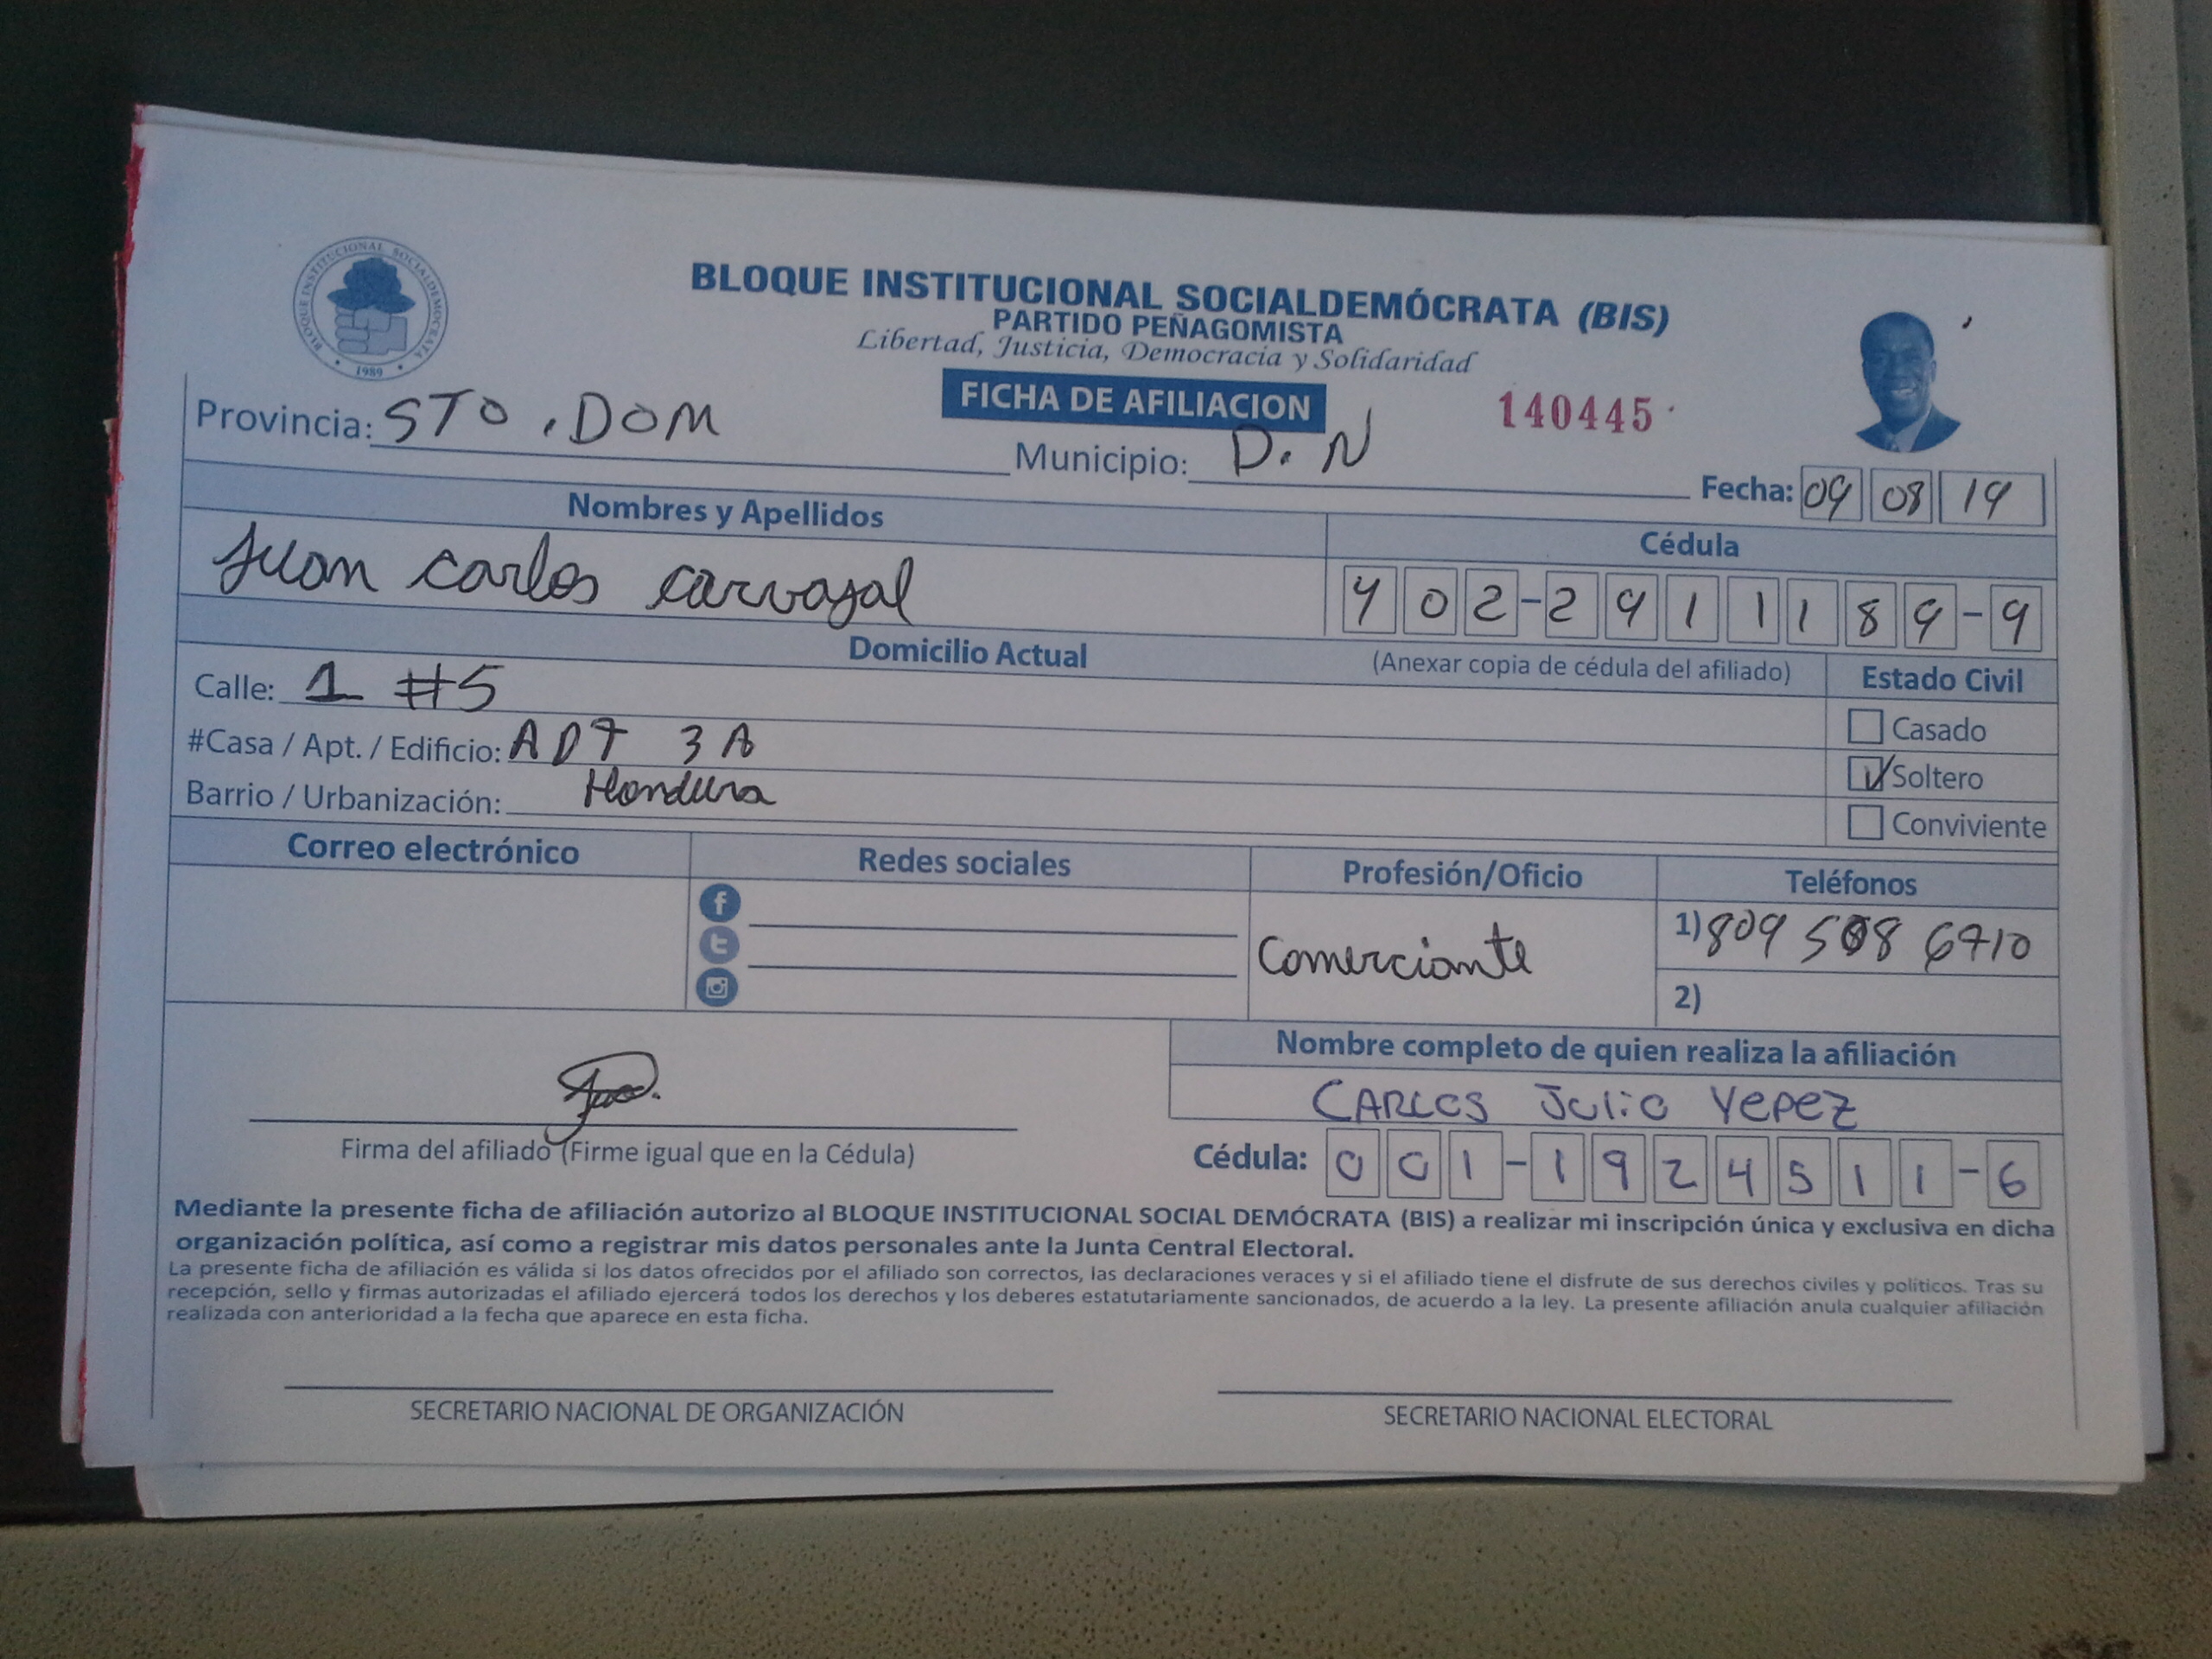 BLOQUE INSTITUCIONAL SOCIALDEMOCRATA
1989
BLOQUE INSTITUCIONAL SOCIALDEMÓCRATA (BIS)
PARTIDO PEÑAGOMISTA
Libertad, Justicia, Democracia y Solidaridad
FICHA DE AFILIACION
140445
Provincia: STO. DOM
Municipio: D. N
Fecha: 09 08 19
Nombres y Apellidos
Cédula
Juan Carlos Carvajal
402-2911189-9
Domicilio Actual
(Anexar copia de cédula del afiliado)
Estado Civil
Calle: 1 #5
Casado
#Casa / Apt. / Edificio: APT 3A
Soltero
Barrio / Urbanización: Hondura
Conviviente
Correo electrónico
Redes sociales
Profesión/Oficio
Teléfonos
Comerciante
1) 809 508 6710
2)
Nombre completo de quien realiza la afiliación
CARLOS Julio Yepez
Firma del afiliado (Firme igual que en la Cédula)
Cédula: 001-1924511-6
Mediante la presente ficha de afiliación autorizo al BLOQUE INSTITUCIONAL SOCIAL DEMÓCRATA (BIS) a realizar mi inscripción única y exclusiva en dicha
organización política, así como a registrar mis datos personales ante la Junta Central Electoral.
La presente ficha de afiliación es válida si los datos ofrecidos por el afiliado son correctos, las declaraciones veraces y si el afiliado tiene el disfrute de sus derechos civiles y políticos. Tras su
recepción, sello y firmas autorizadas el afiliado ejercerá todos los derechos y los deberes estatutariamente sancionados, de acuerdo a la ley. La presente afiliación anula cualquier afiliación
realizada con anterioridad a la fecha que aparece en esta ficha.
SECRETARIO NACIONAL DE ORGANIZACIÓN
SECRETARIO NACIONAL ELECTORAL